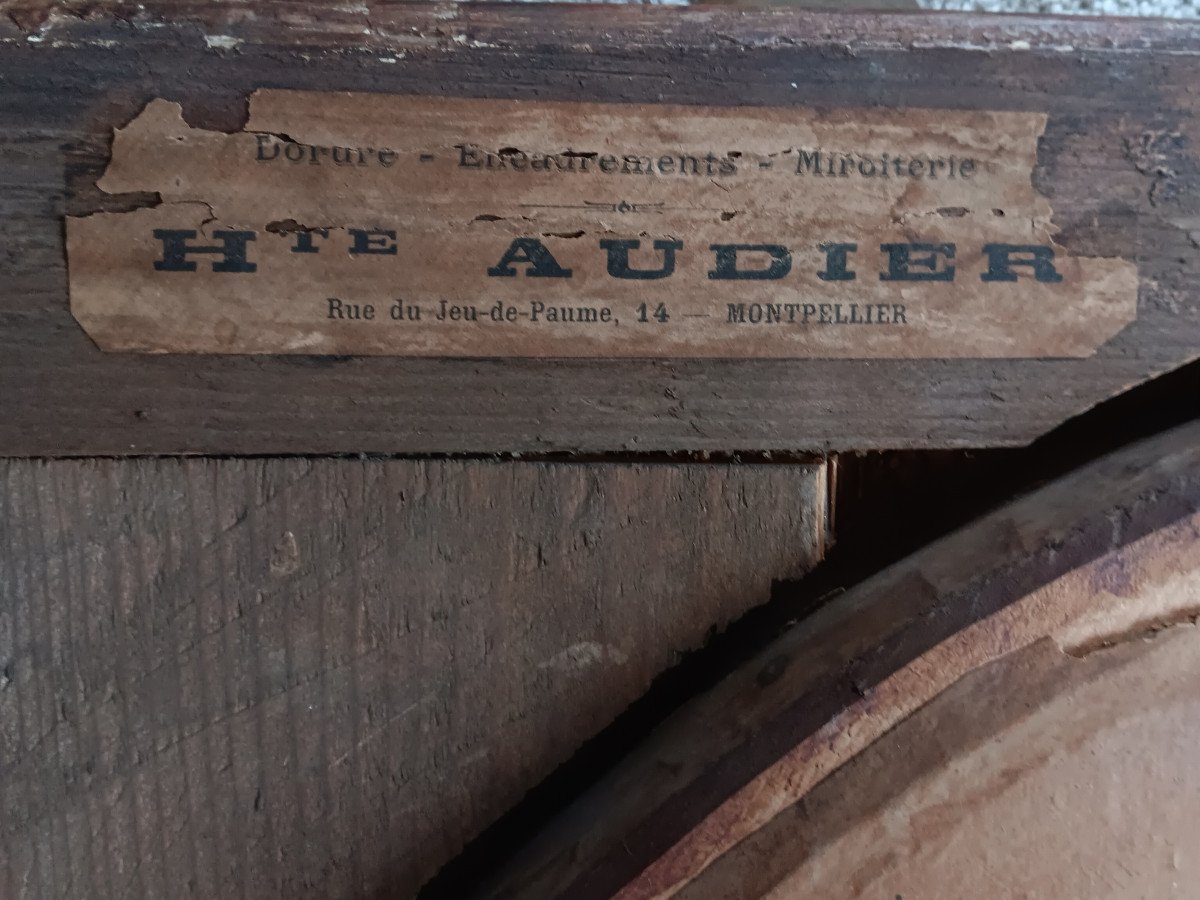 Dorure - Encadrements - Miroiterie
Hte AUDIER
Rue du Jeu-de-Paume, 14 — MONTPELLIER